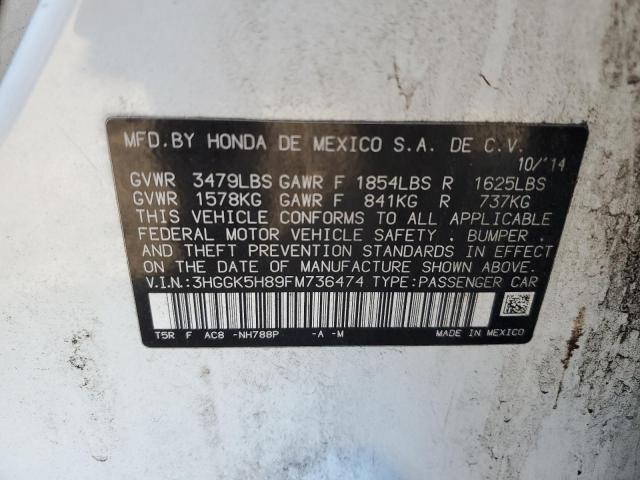 MFD.BY HONDA DE MEXICO S.A. DE C.V.
10/'14
GVWR 3479LBS GAWR F 1854LBS R 1625LBS
GVWR 1578KG GAWR F 841KG R 737KG
THIS VEHICLE CONFORMS TO ALL APPLICABLE
FEDERAL MOTOR VEHICLE SAFETY , BUMPER ,
AND THEFT PREVENTION STANDARDS IN EFFECT
ON THE DATE OF MANUFACTURE SHOWN ABOVE.
V.I.N.:3HGGK5H89FM736474 TYPE:PASSENGER CAR
T5R F AC8 -NH788P -A -M MADE IN MEXICO